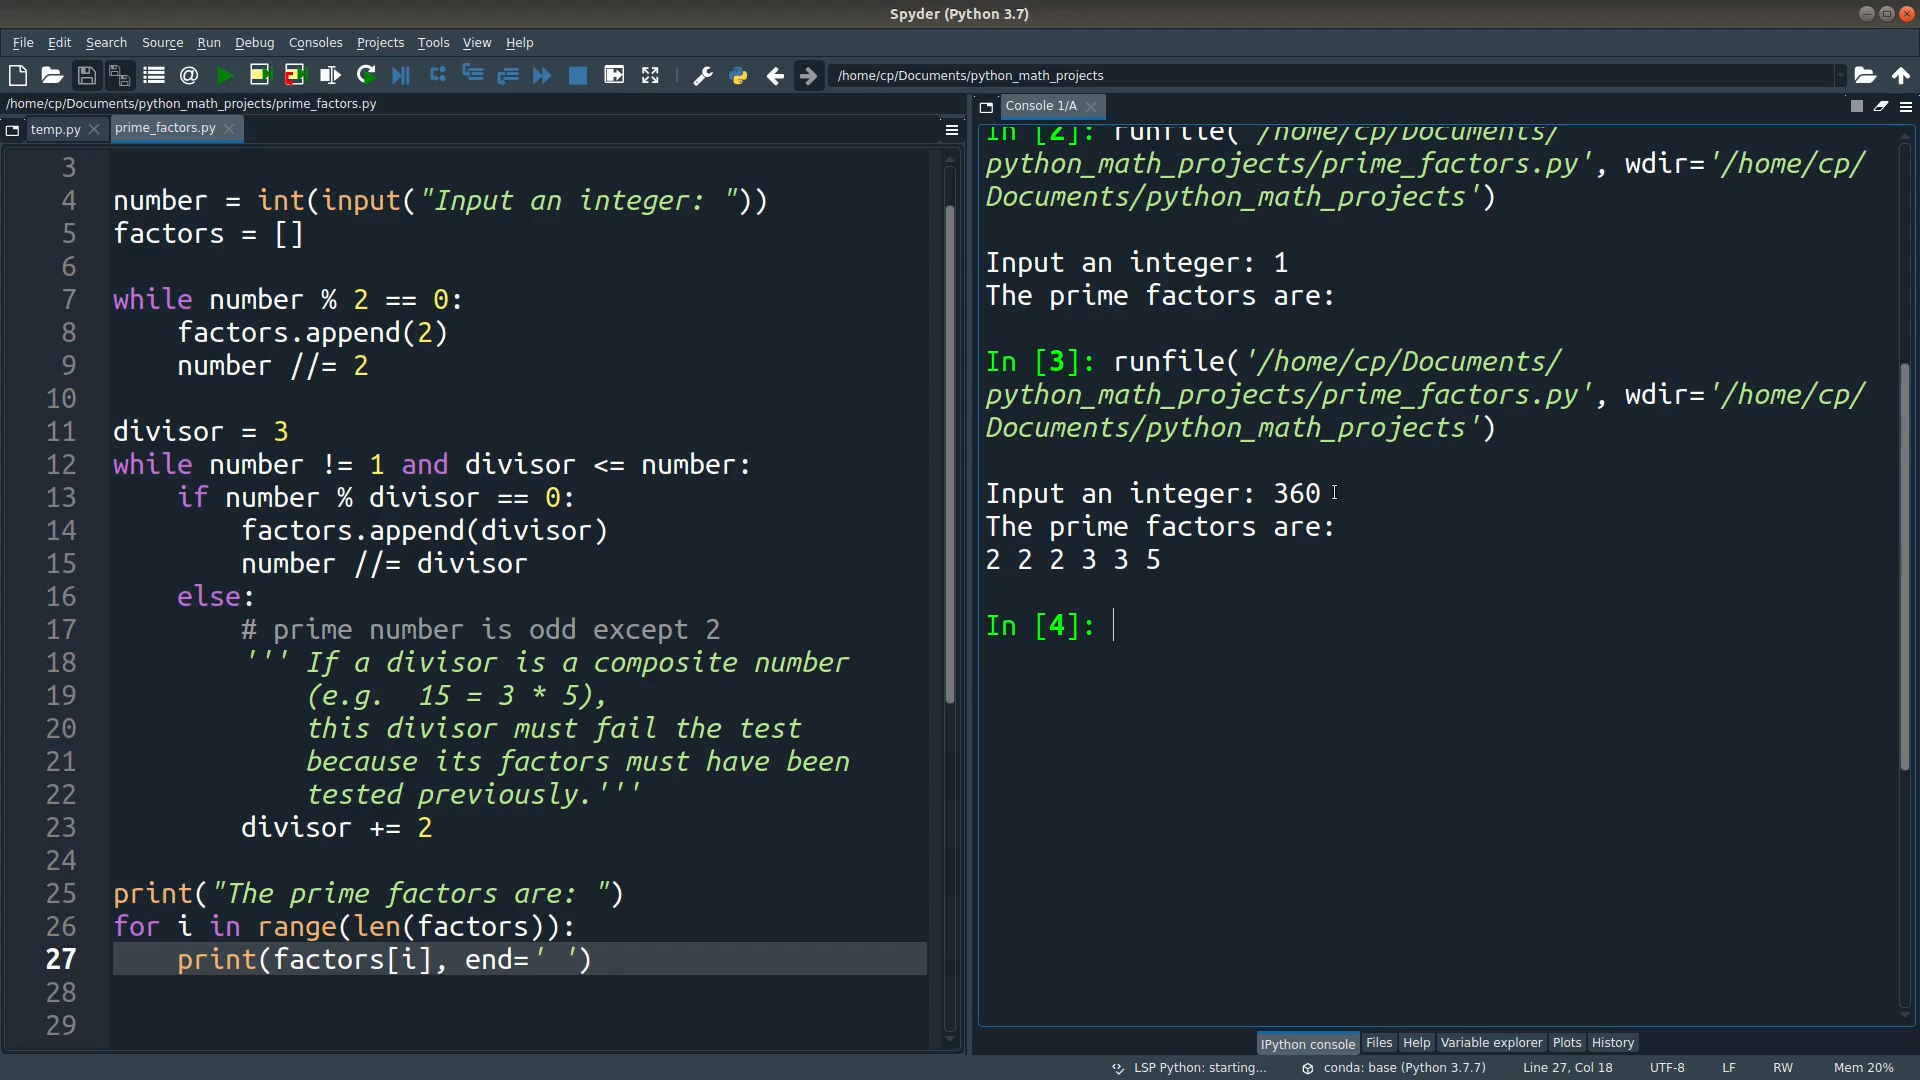 Spyder (Python 3.7)
File Edit Search Source Run Debug Consoles Projects Tools View Help
/home/cp/Documents/python_math_projects
/home/cp/Documents/python_math_projects/prime_factors.py
temp.py prime_factors.py
3
4 number = int(input("Input an integer: "))
5 factors = []
6
7 while number % 2 == 0:
8     factors.append(2)
9     number //= 2
10
11 divisor = 3
12 while number != 1 and divisor <= number:
13     if number % divisor == 0:
14         factors.append(divisor)
15         number //= divisor
16     else:
17         # prime number is odd except 2
18         ''' If a divisor is a composite number
19             (e.g.  15 = 3 * 5),
20             this divisor must fail the test
21             because its factors must have been
22             tested previously.'''
23         divisor += 2
24
25 print("The prime factors are: ")
26 for i in range(len(factors)):
27     print(factors[i], end=' ')
28
29
Console 1/A
In [2]: runfile('/home/cp/Documents/
python_math_projects/prime_factors.py', wdir='/home/cp/
Documents/python_math_projects')
Input an integer: 1
The prime factors are:
In [3]: runfile('/home/cp/Documents/
python_math_projects/prime_factors.py', wdir='/home/cp/
Documents/python_math_projects')
Input an integer: 360
The prime factors are:
2 2 2 3 3 5
In [4]:
IPython console Files Help Variable explorer Plots History
LSP Python: starting... conda: base (Python 3.7.7) Line 27, Col 18 UTF-8 LF RW Mem 20%